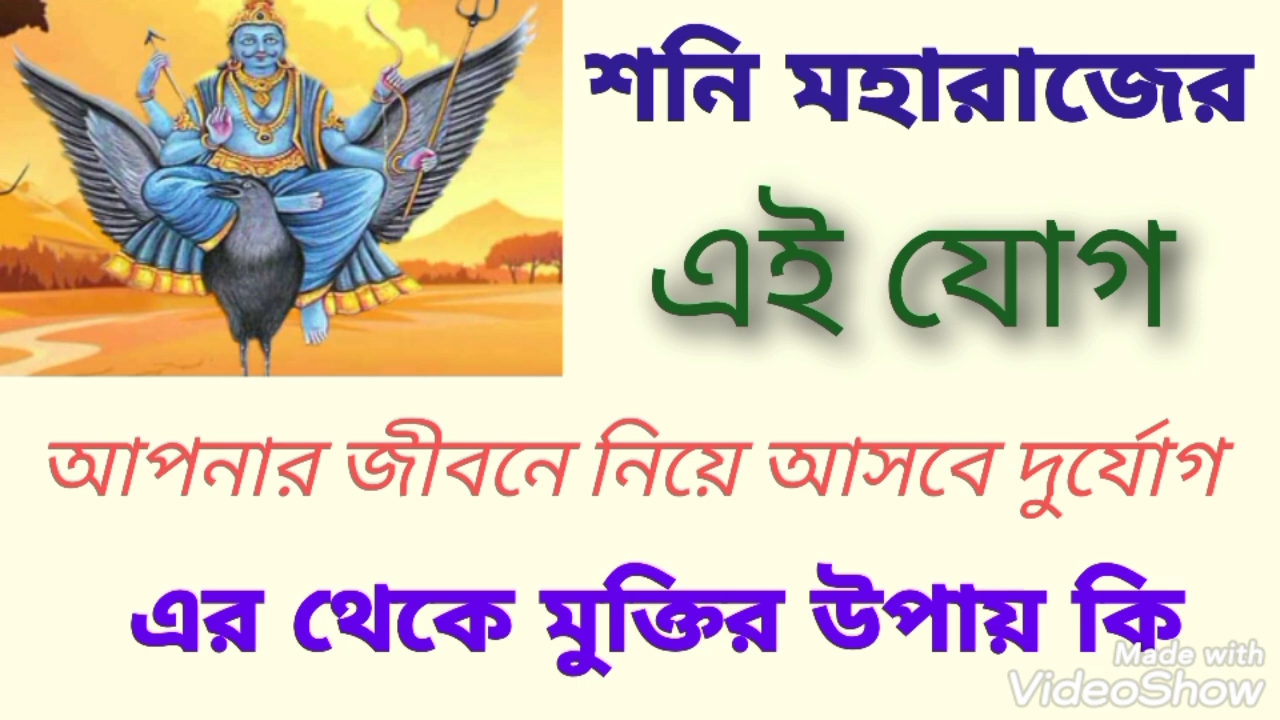 শনি মহারাজের
এই যোগ
আপনার জীবনে নিয়ে আসবে দুর্যোগ
এর থেকে মুক্তির উপায় কি
Made with
VideoShow